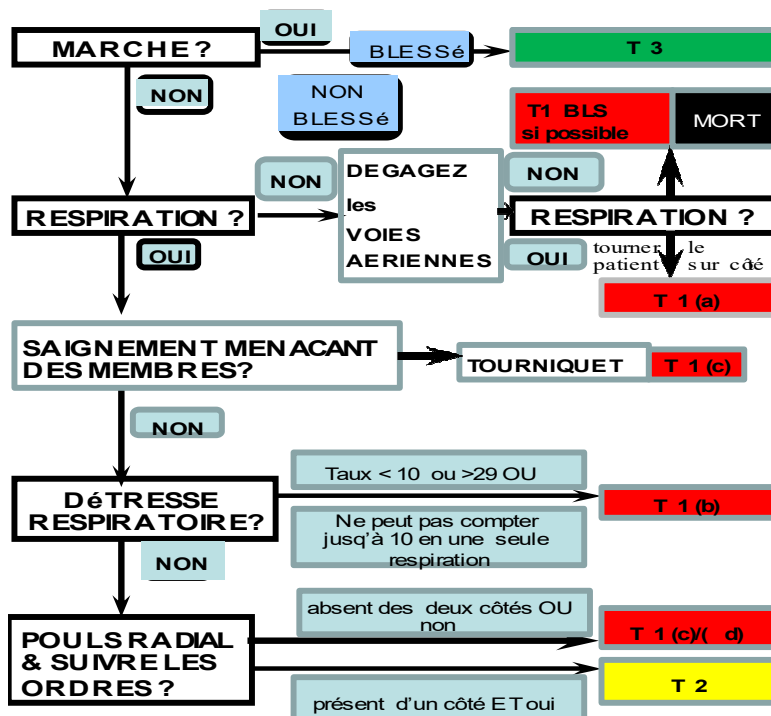 MARCHE ?
OUI
BLESSé
T 3
NON
NON
BLESSé
T1 BLS
si possible
MORT
RESPIRATION ?
NON
DEGAGEZ
les
VOIES
AERIENNES
NON
RESPIRATION ?
OUI
OUI
tourner le
patient sur côté
T 1 (a)
SAIGNEMENT MENACANT
DES MEMBRES?
TOURNIQUET
T 1 (c)
NON
DéTRESSE
RESPIRATOIRE?
Taux < 10 ou >29 OU
T 1 (b)
Ne peut pas compter
jusqu'à 10 en une seule
respiration
NON
POULS RADIAL
& SUIVRE LES
ORDRES ?
absent des deux côtés OU
non
T 1 (c)/( d)
T 2
présent d'un côté ET oui